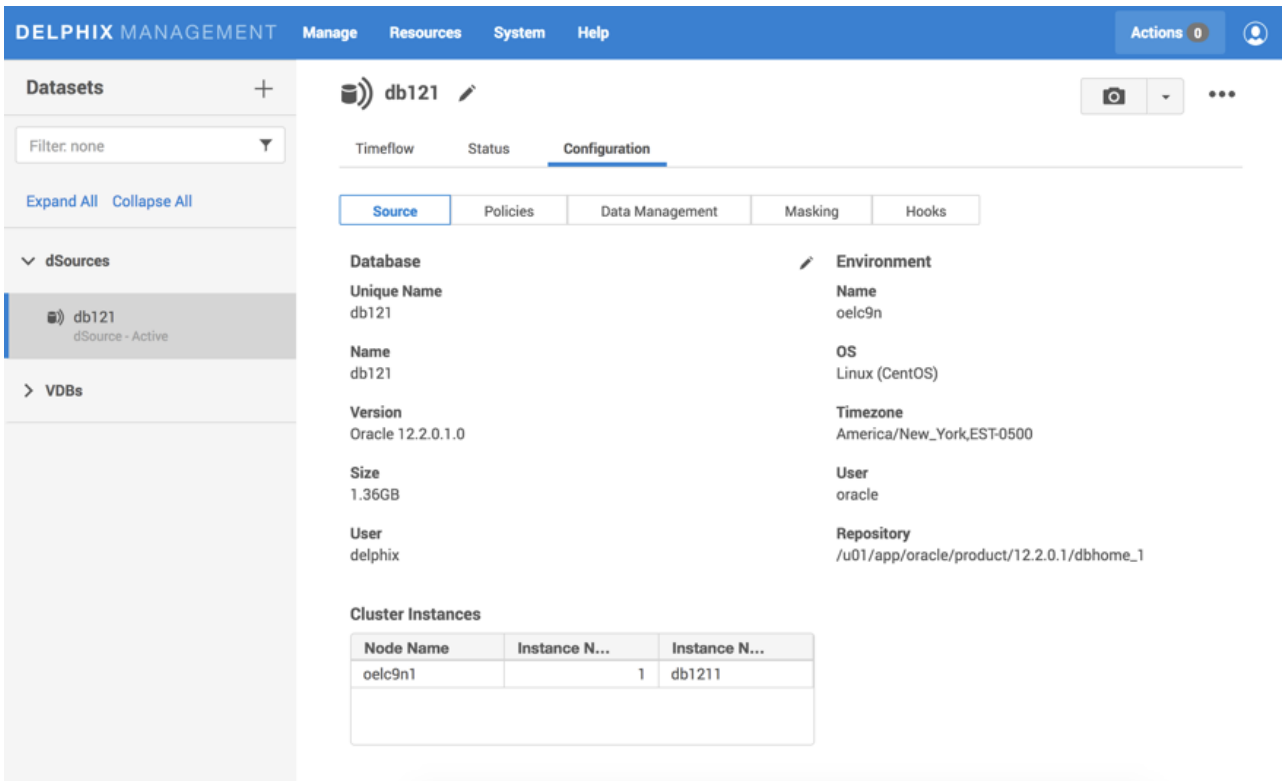 DELPHIX MANAGEMENT Manage Resources System Help Actions 0
Datasets
Filter: none
Expand All Collapse All
dSources
db121
dSource - Active
VDBs
db121
Timeflow Status Configuration
Source Policies Data Management Masking Hooks
Database
Unique Name
db121
Name
db121
Version
Oracle 12.2.0.1.0
Size
1.36GB
User
delphix
Environment
Name
oelc9n
OS
Linux (CentOS)
Timezone
America/New_York,EST-0500
User
oracle
Repository
/u01/app/oracle/product/12.2.0.1/dbhome_1
Cluster Instances
Node Name Instance N... Instance N...
oelc9n1 1 db1211